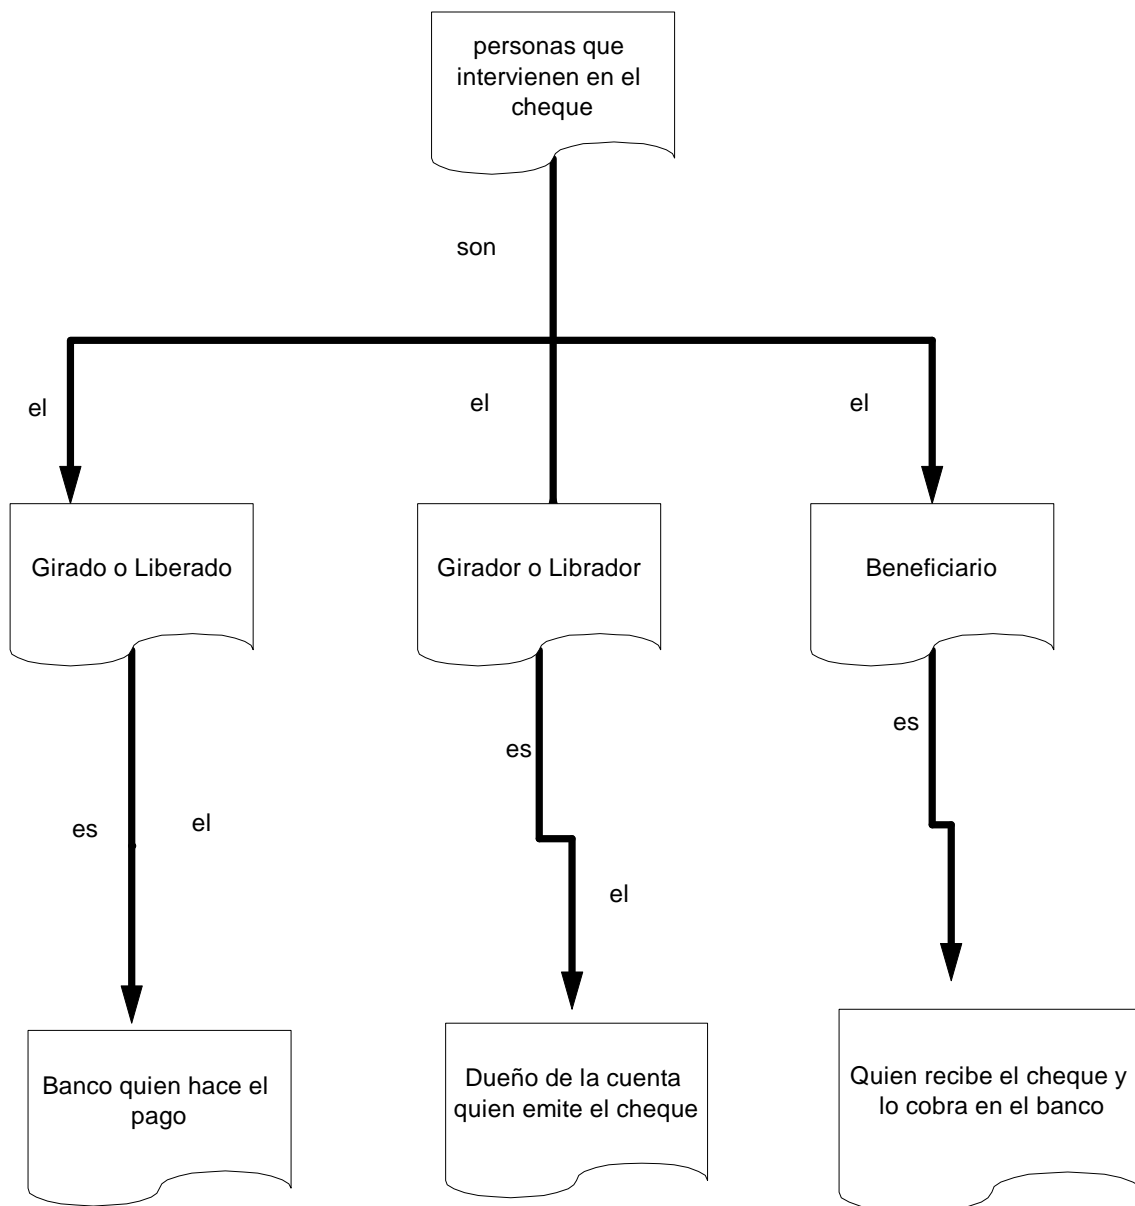 personas que
intervienen en el
cheque
son
el
el
el
Girado o Liberado
Girador o Librador
Beneficiario
es
es
es
el
el
Banco quien hace el
pago
Dueño de la cuenta
quien emite el cheque
Quien recibe el cheque y
lo cobra en el banco